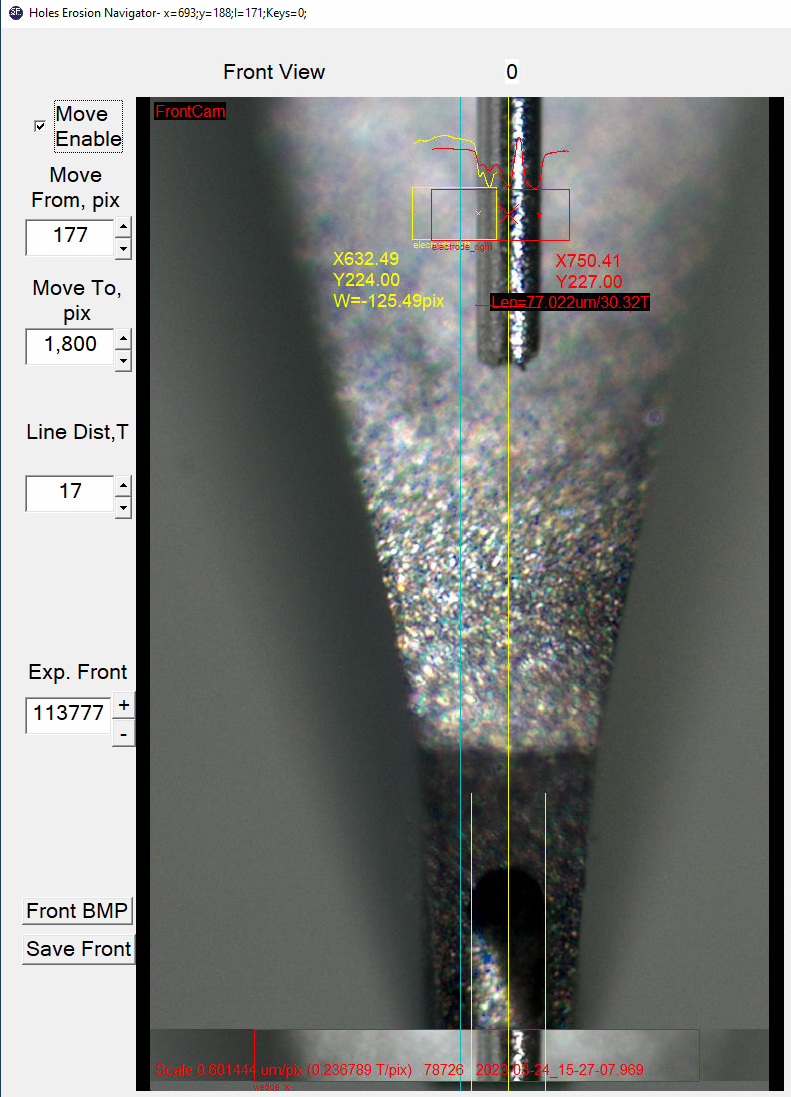 Holes Erosion Navigator- x=693;y=188;I=171;Keys=0;
Front View 0
Move
Enable
FrontCam
Move
From, pix
177
electrode_right
X632.49
Y224.00
W=-125.49pix
X750.41
Y227.00
Len=77.022um/30.32T
Move To,
pix
1,800
Line Dist,T
17
Exp. Front
113777
+
-
Front BMP
Save Front
Scale 0.601444 um/pix (0.236789 T/pix) 78726 2023-03-24_15-27-07.969